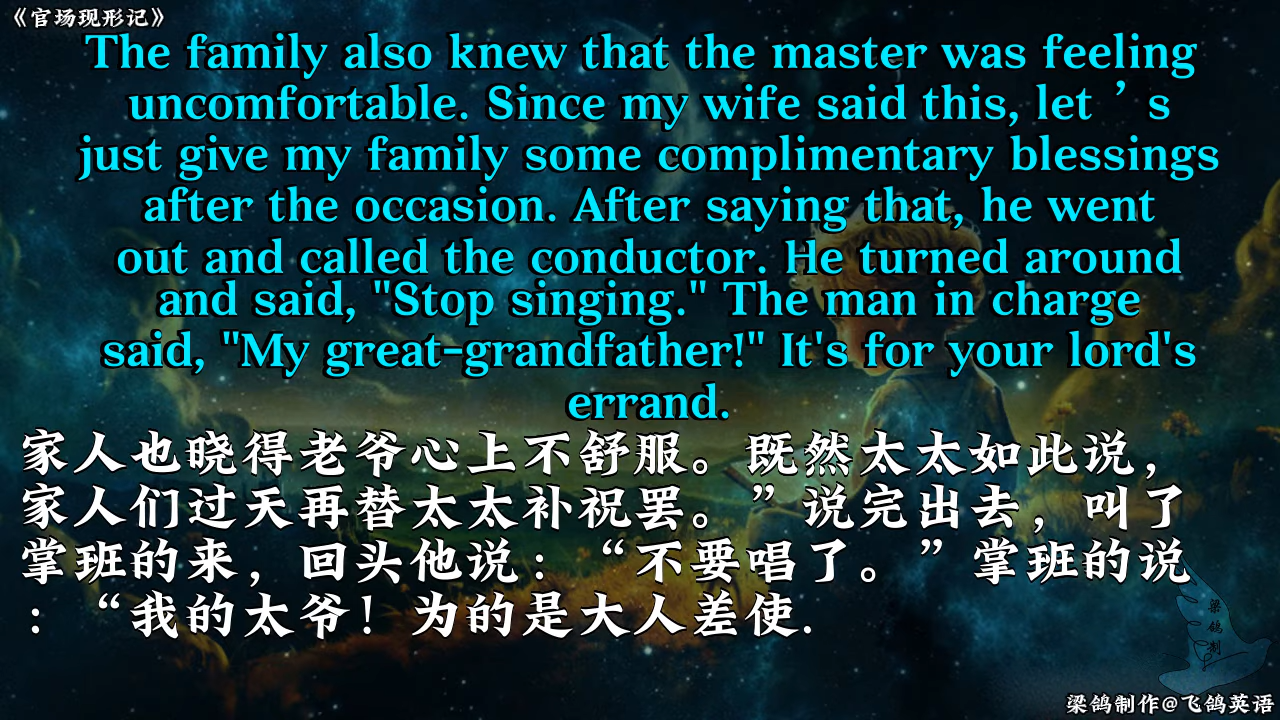 《官场现形记》
The family also knew that the master was feeling
uncomfortable. Since my wife said this, let ’ s
just give my family some complimentary blessings
after the occasion. After saying that, he went
out and called the conductor. He turned around
and said, "Stop singing." The man in charge
said, "My great-grandfather!" It's for your lord's
errand.
家人也晓得老爷心上不舒服。既然太太如此说，
家人们过天再替太太补祝罢。”说完出去，叫了
掌班的来，回头他说：“不要唱了。”掌班的说
：“我的太爷！为的是大人差使.
梁鸽制
梁鸽制作@飞鸽英语